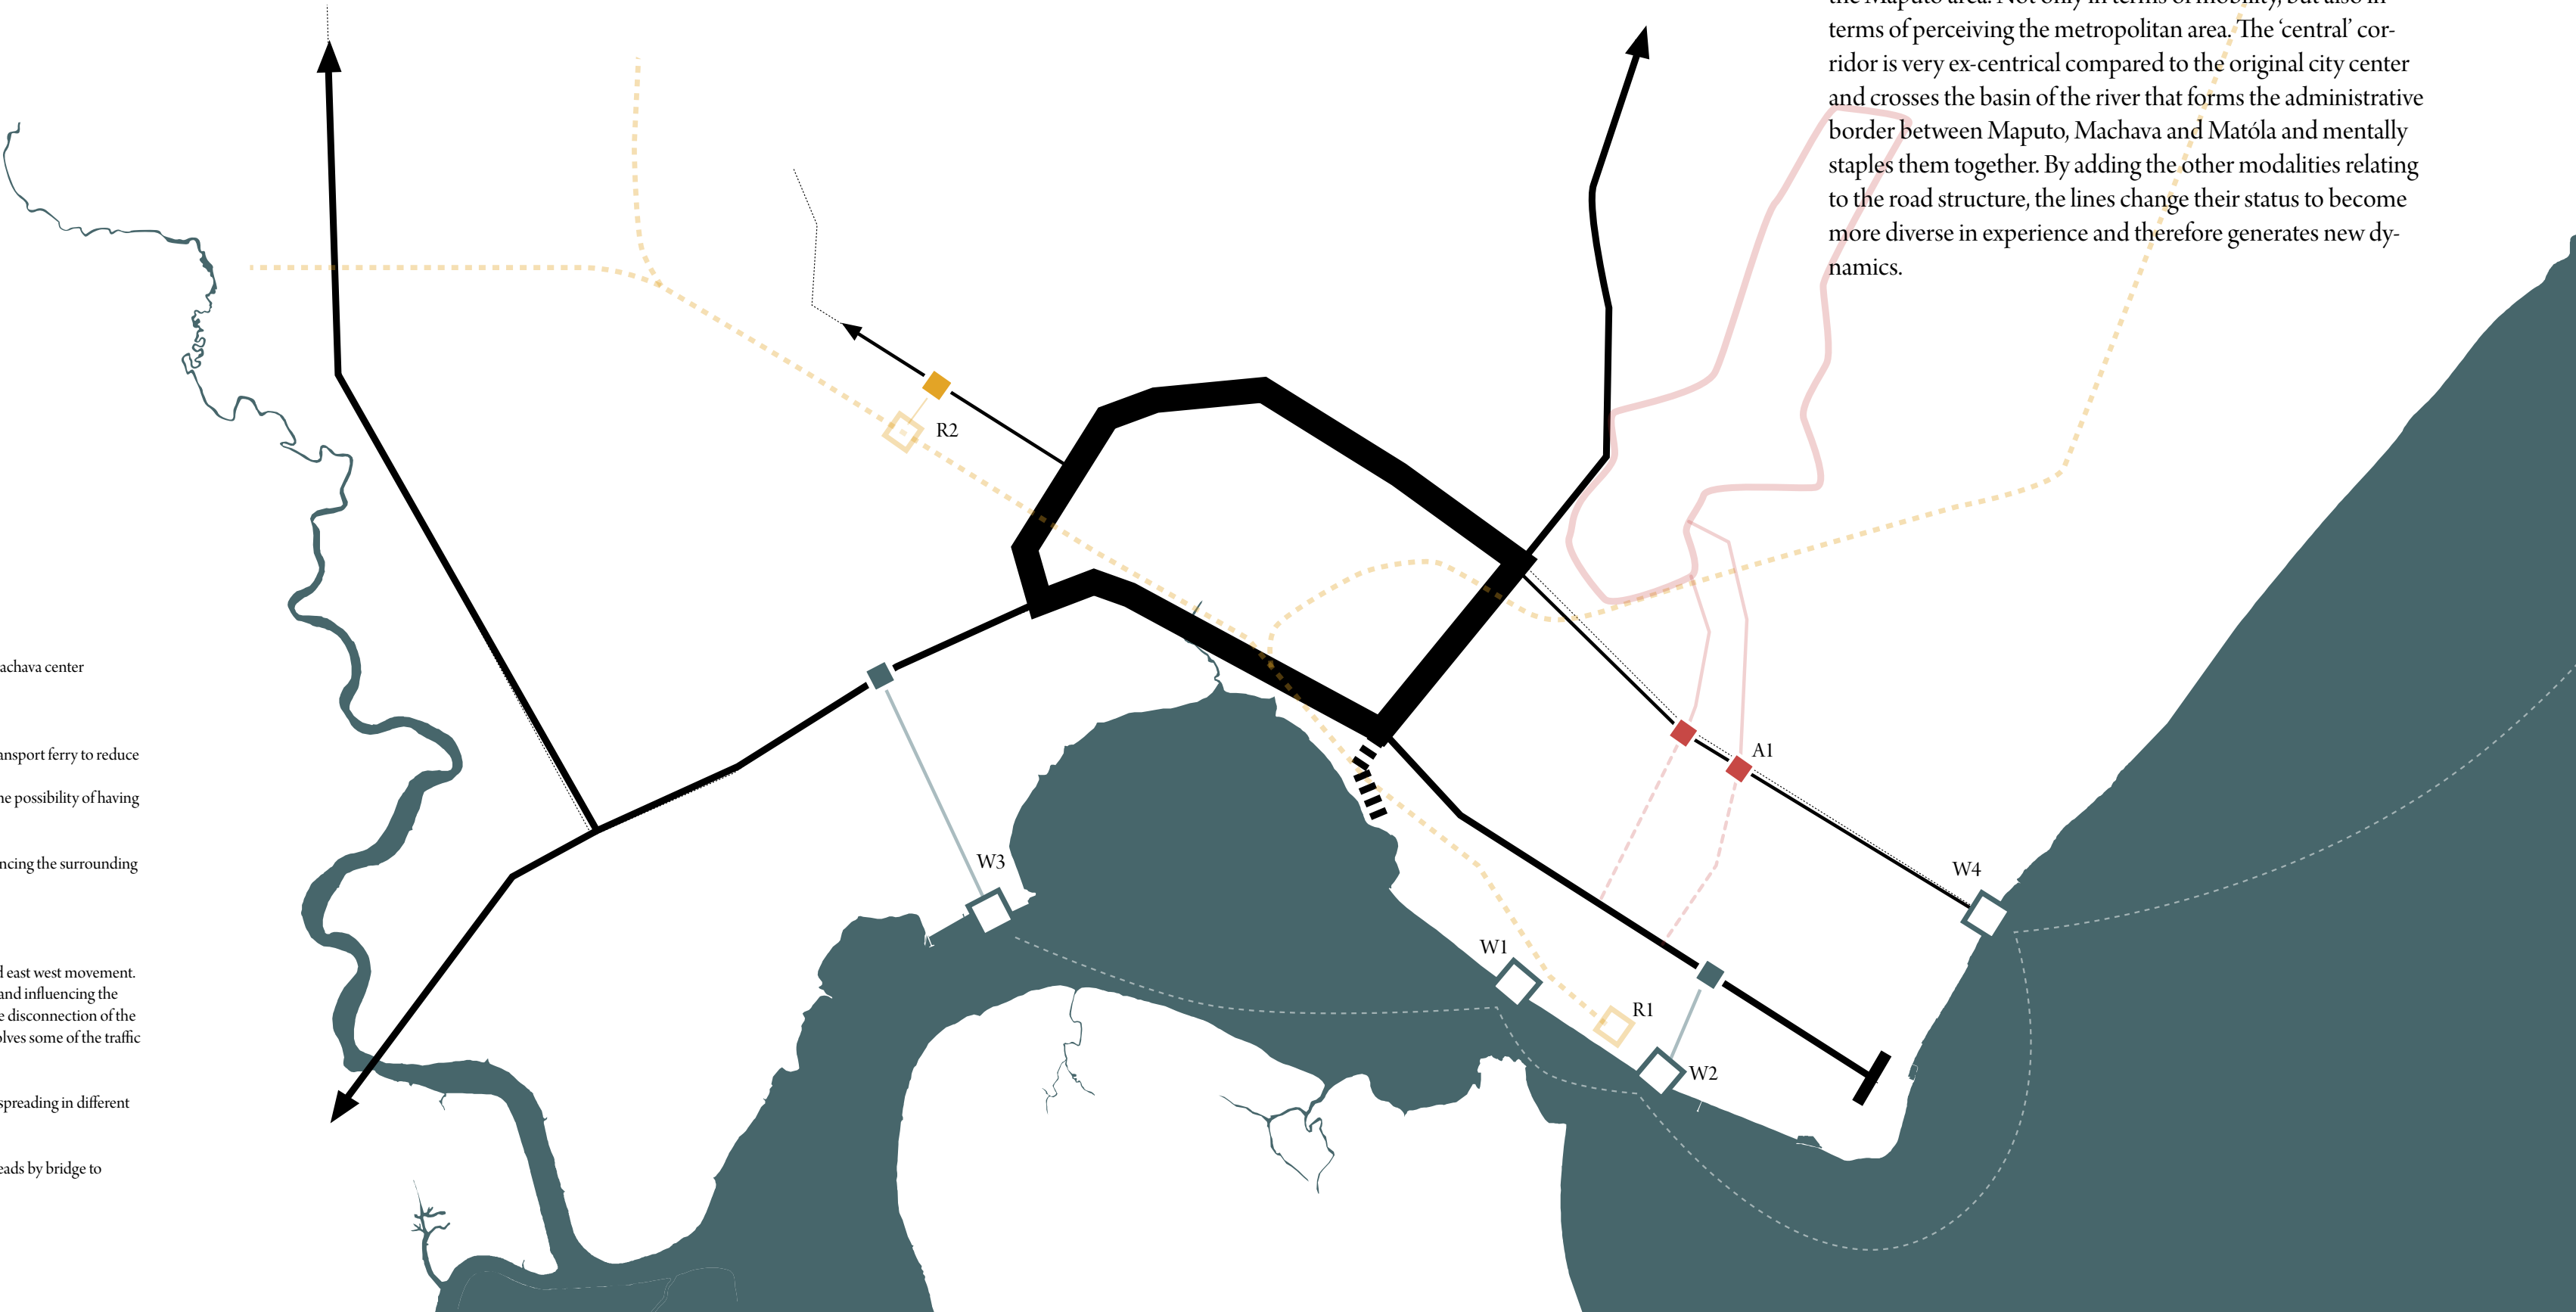 terms of perceiving the metropolitan area. The ‘central’ cor-
ridor is very ex-centrical compared to the original city center
and crosses the basin of the river that forms the administrative
border between Maputo, Machava and Matóla and mentally
staples them together. By adding the other modalities relating
to the road structure, the lines change their status to become
more diverse in experience and therefore generates new dy-
namics.
R2
achava center
A1
ansport ferry to reduce
he possibility of having
W3
ncing the surrounding
W4
W1
d east west movement.
and influencing the
R1
e disconnection of the
olves some of the traffic
W2
spreading in different
eads by bridge to